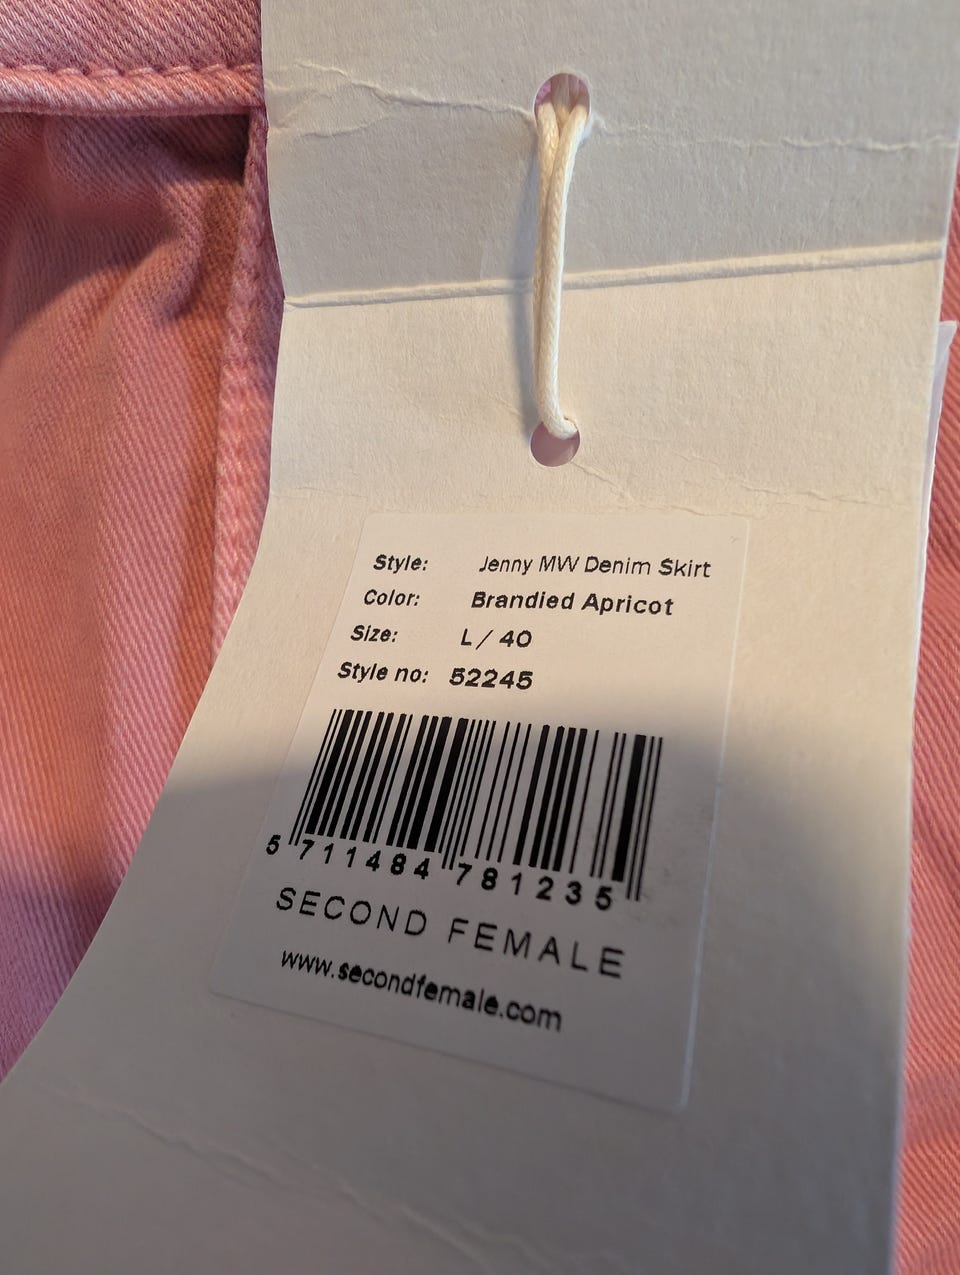 Style: Jenny MW Denim Skirt
Color: Brandied Apricot
Size: L / 40
Style no: 52245
5 711484 781235
SECOND FEMALE
www.secondfemale.com